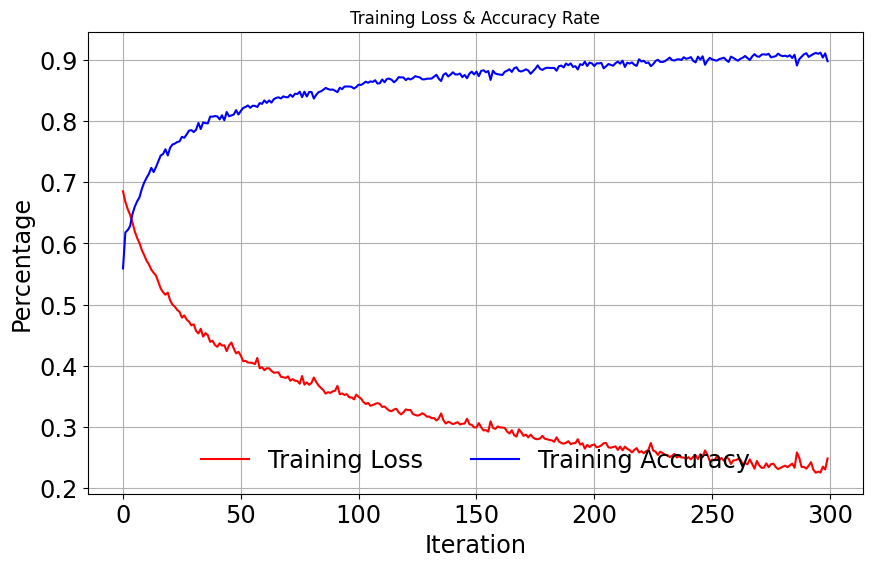 Training Loss & Accuracy Rate
0.9
0.8
0.7
0.6
0.5
0.4
0.3
0.2
Percentage
Training Loss
Training Accuracy
0 50 100 150 200 250 300
Iteration